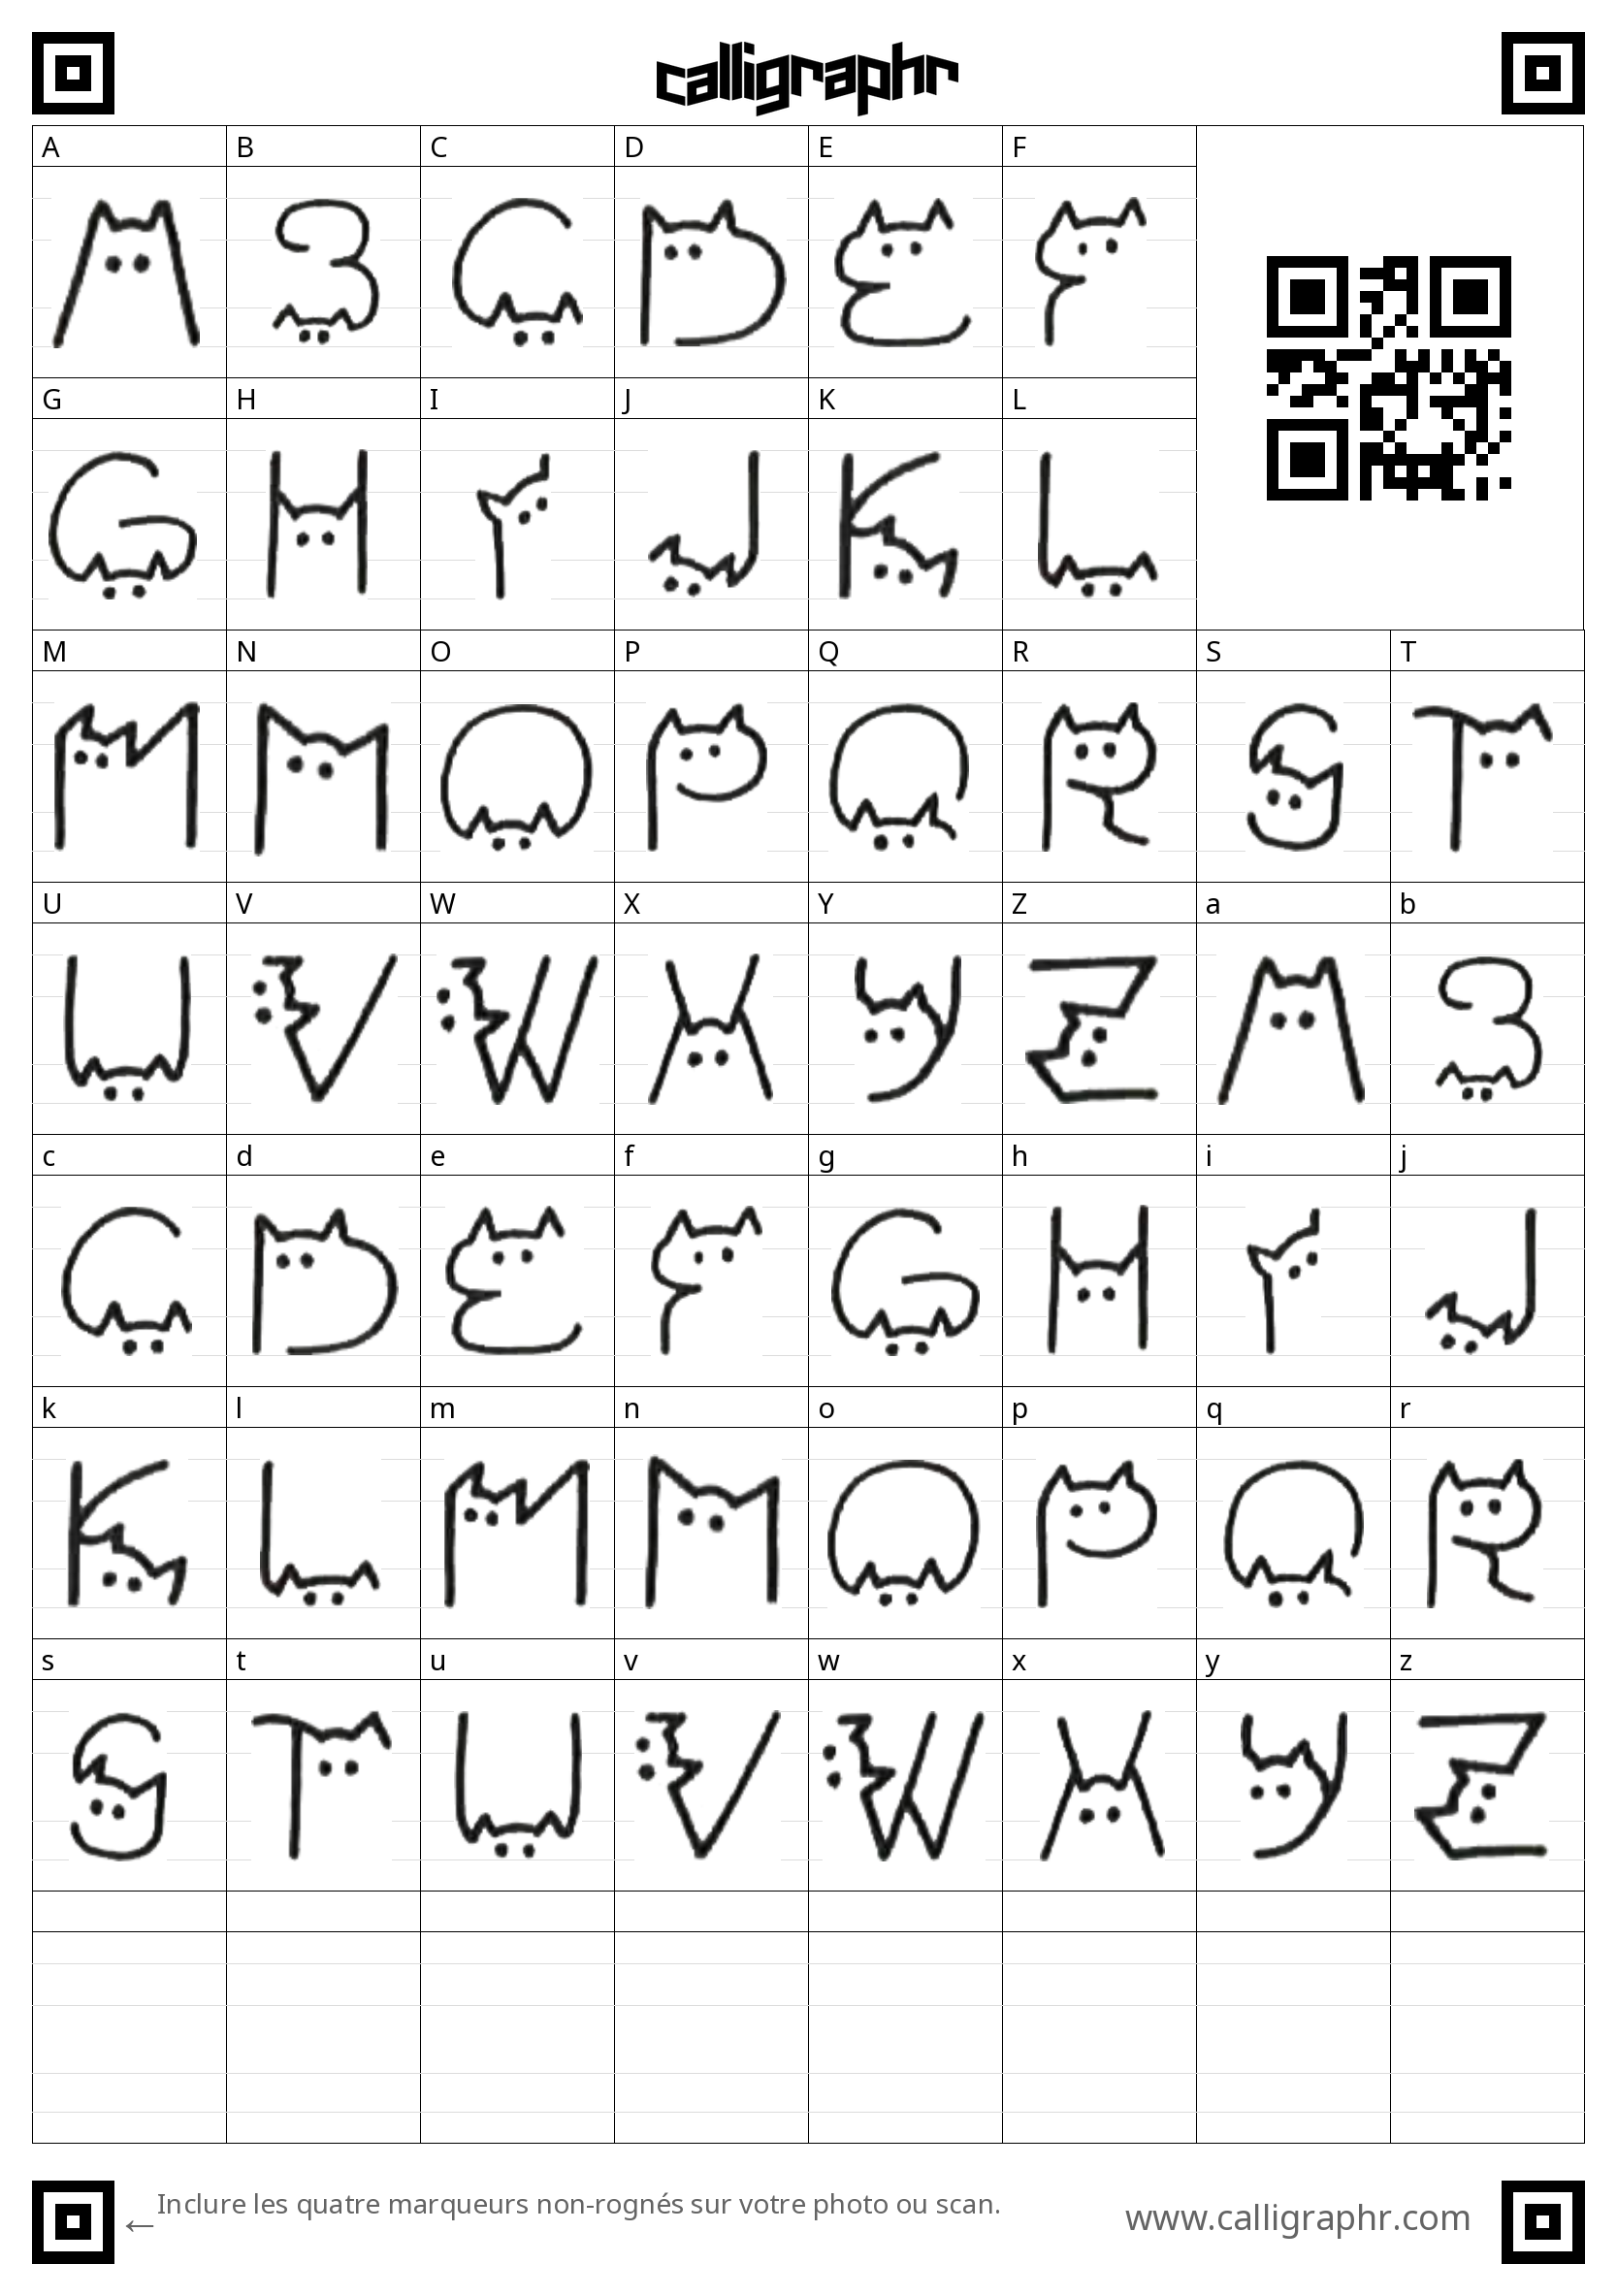 calligraphr
A B C D E F
A B C D E F
G H I J K L
G H I J K L
M N O P Q R S T
M N O P Q R S T
U V W X Y Z a b
U V W X Y Z A B
c d e f g h i j
C D E F G H I J
k l m n o p q r
K L M N O P Q R
s t u v w x y z
S T U V W X Y Z
←Inclure les quatre marqueurs non-rognés sur votre photo ou scan. www.calligraphr.com